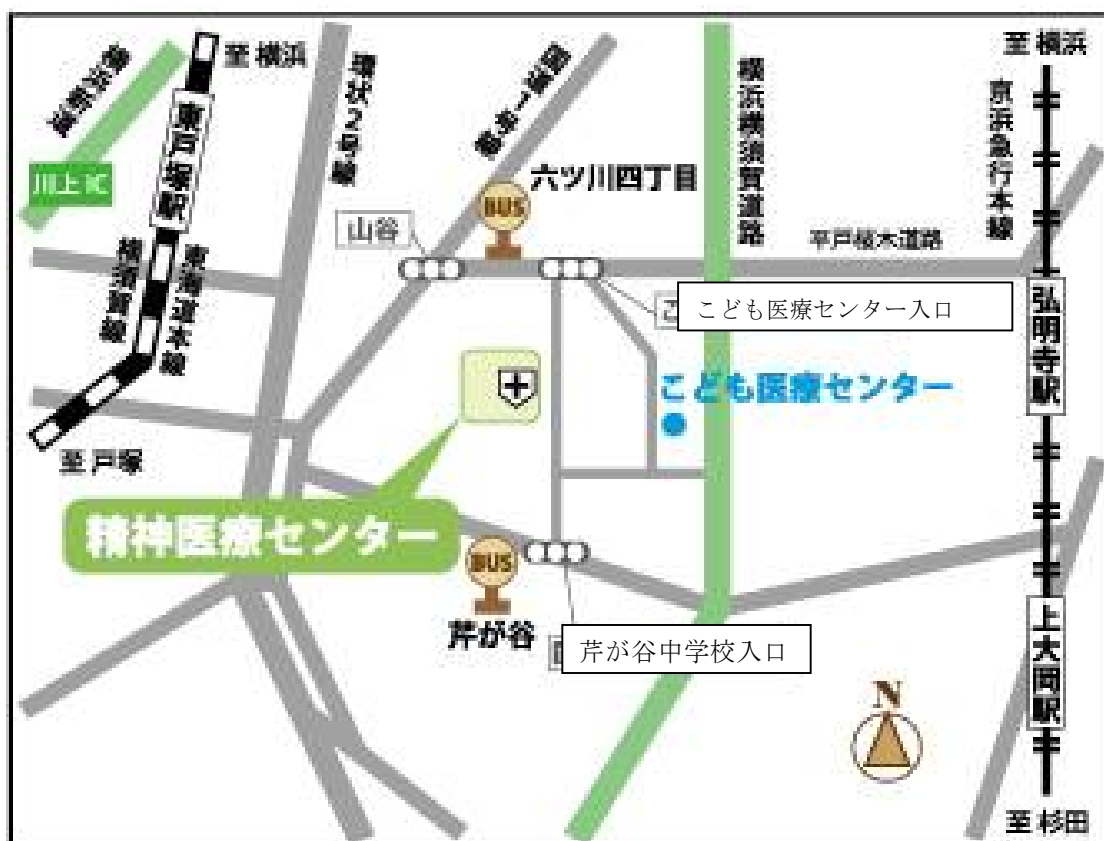 至 横浜
横浜新道
川上 IC
東戸塚駅
横須賀線
東海道本線
至 戸塚
環状2号線
国道1号線
山谷
BUS
六ツ川四丁目
横浜横須賀道路
平戸桜木道路
至 横浜
京浜急行本線
弘明寺駅
こども医療センター入口
こども医療センター
精神医療センター
BUS
芹が谷
芹が谷中学校入口
上大岡駅
N
至 杉田